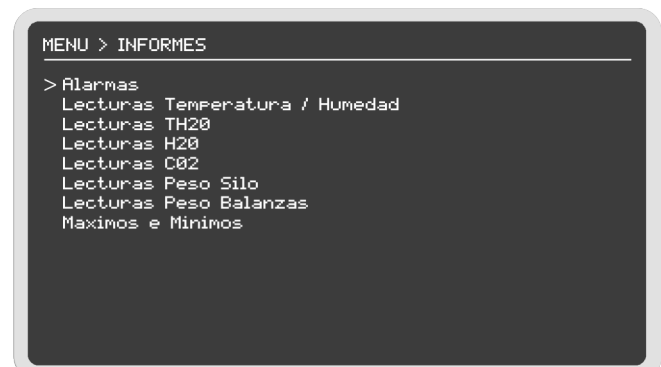 MENU > INFORMES
> Alarmas
Lecturas Temperatura / Humedad
Lecturas TH20
Lecturas H20
Lecturas C02
Lecturas Peso Silo
Lecturas Peso Balanzas
Maximos e Minimos